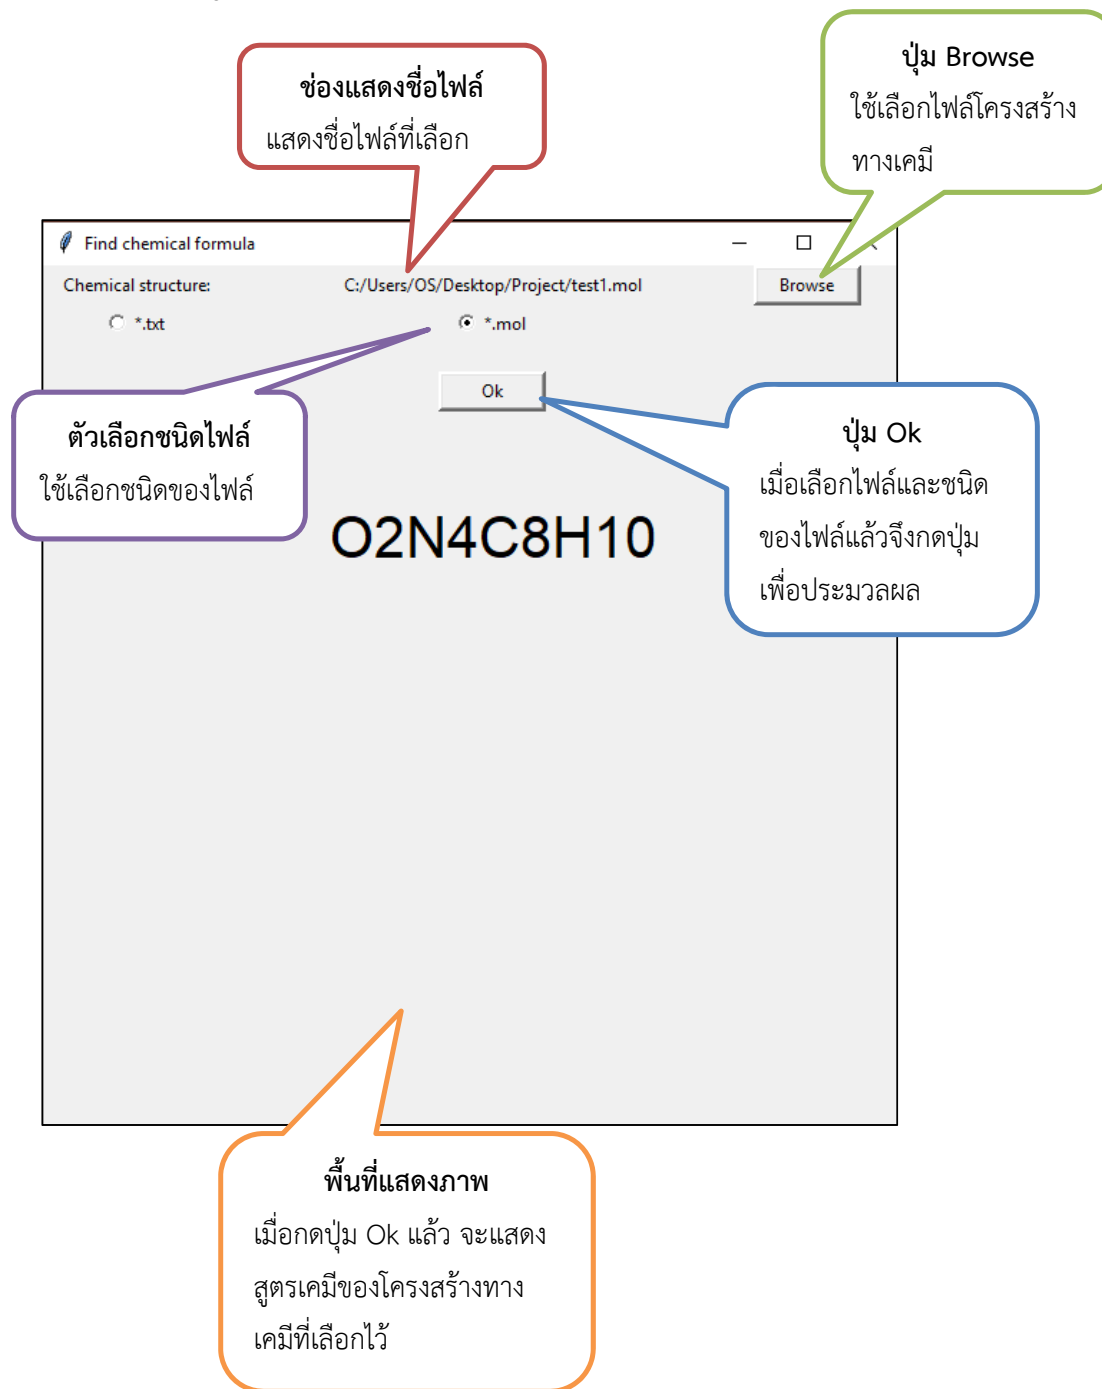 ช่องแสดงชื่อไฟล์
แสดงชื่อไฟล์ที่เลือก
ปุ่ม Browse
ใช้เลือกไฟล์โครงสร้าง
ทางเคมี
Find chemical formula
Chemical structure:
C:/Users/OS/Desktop/Project/test1.mol
Browse
*.txt
*.mol
Ok
ตัวเลือกชนิดไฟล์
ใช้เลือกชนิดของไฟล์
ปุ่ม Ok
เมื่อเลือกไฟล์และชนิด
ของไฟล์แล้วจึงกดปุ่ม
เพื่อประมวลผล
O2N4C8H10
พื้นที่แสดงภาพ
เมื่อกดปุ่ม Ok แล้ว จะแสดง
สูตรเคมีของโครงสร้างทาง
เคมีที่เลือกไว้